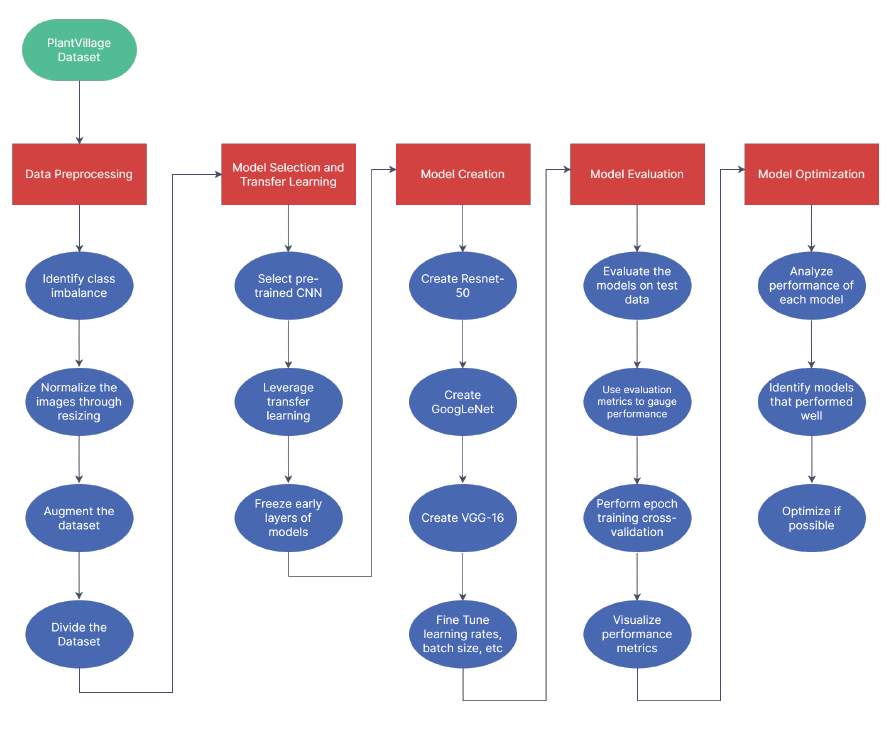 PlantVillage
Dataset
Data Preprocessing
Identify class
imbalance
Normalize the
images through
resizing
Augment the
dataset
Divide the
Dataset
Model Selection and
Transfer Learning
Select pre-
trained CNN
Leverage
transfer
learning
Freeze early
layers of
models
Model Creation
Create Resnet-
50
Create
GoogLeNet
Create VGG-16
Fine Tune
learning rates,
batch size, etc
Model Evaluation
Evaluate the
models on test
data
Use evaluation
metrics to gauge
performance
Perform epoch
training cross-
validation
Visualize
performance
metrics
Model Optimization
Analyze
performance of
each model
Identify models
that performed
well
Optimize if
possible